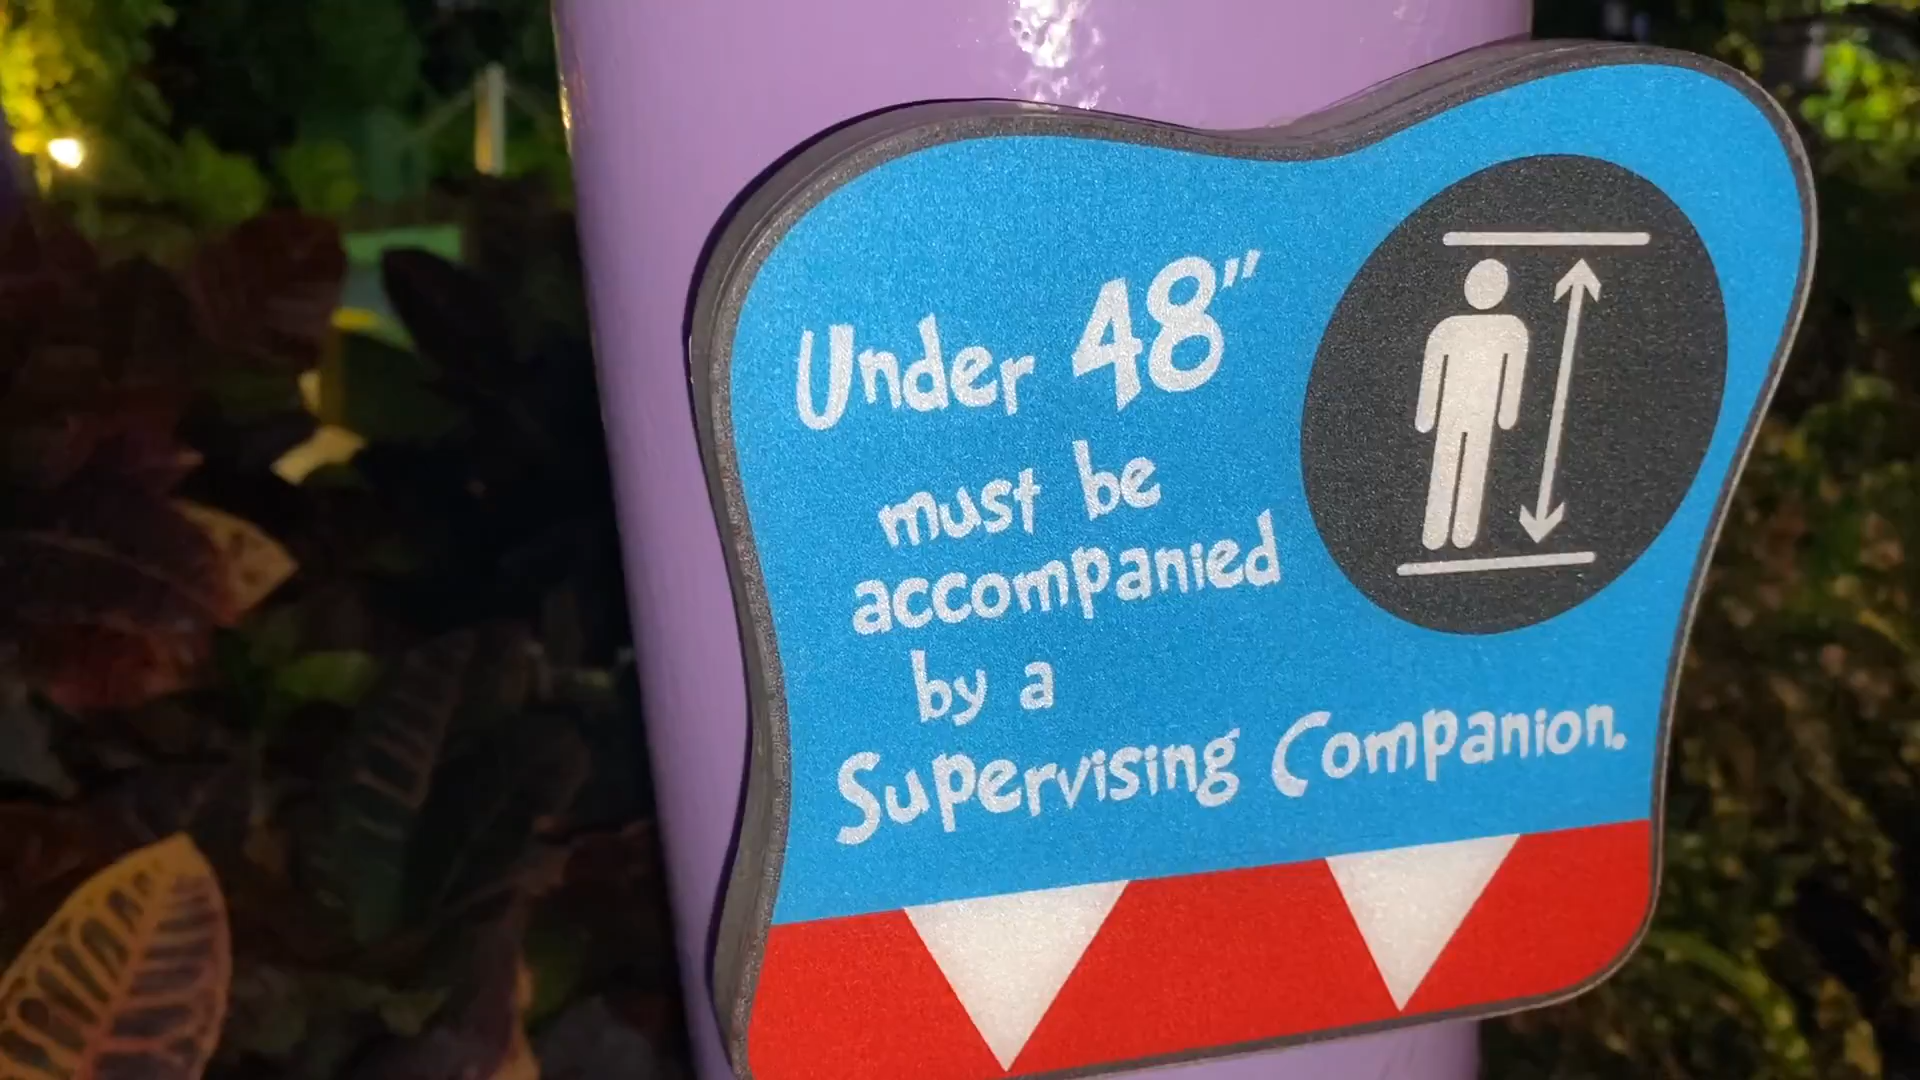 Under 48"
must be
accompanied
by a
Supervising Companion.